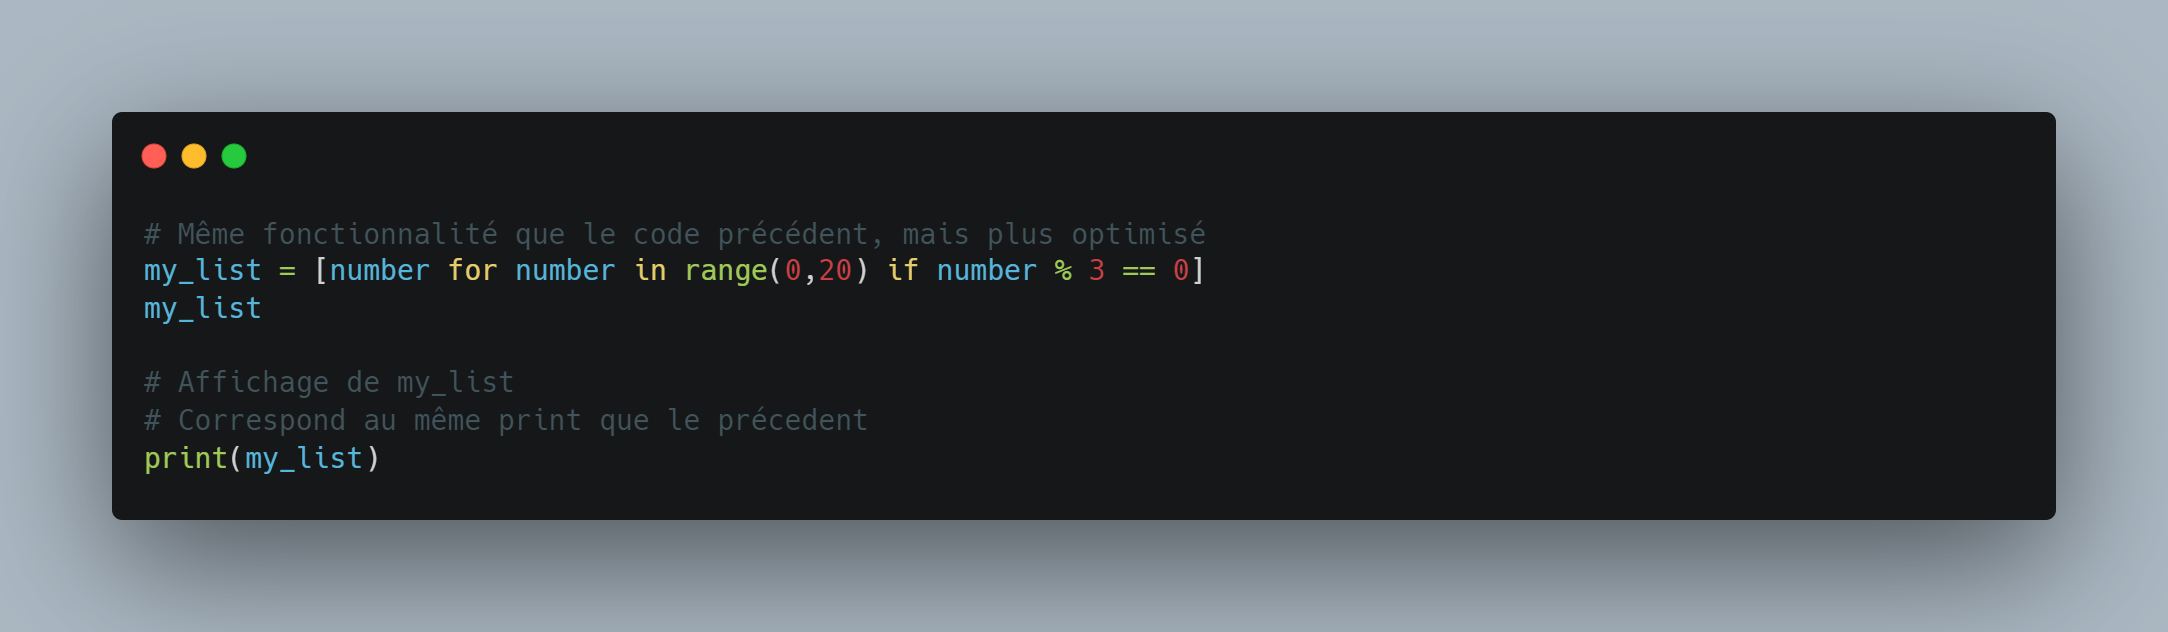 # Même fonctionnalité que le code précédent, mais plus optimisé
my_list = [number for number in range(0,20) if number % 3 == 0]
my_list
# Affichage de my_list
# Correspond au même print que le précedent
print(my_list)